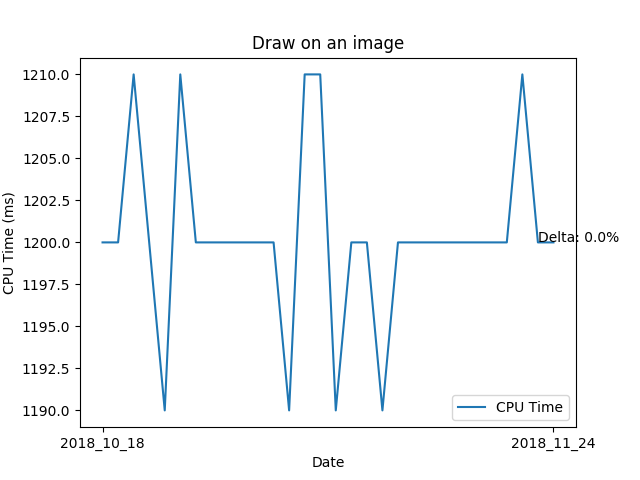 Draw on an image
1210.0
1207.5
1205.0
1202.5
1200.0
1197.5
1195.0
1192.5
1190.0
CPU Time (ms)
Delta: 0.0%
CPU Time
2018_10_18
2018_11_24
Date